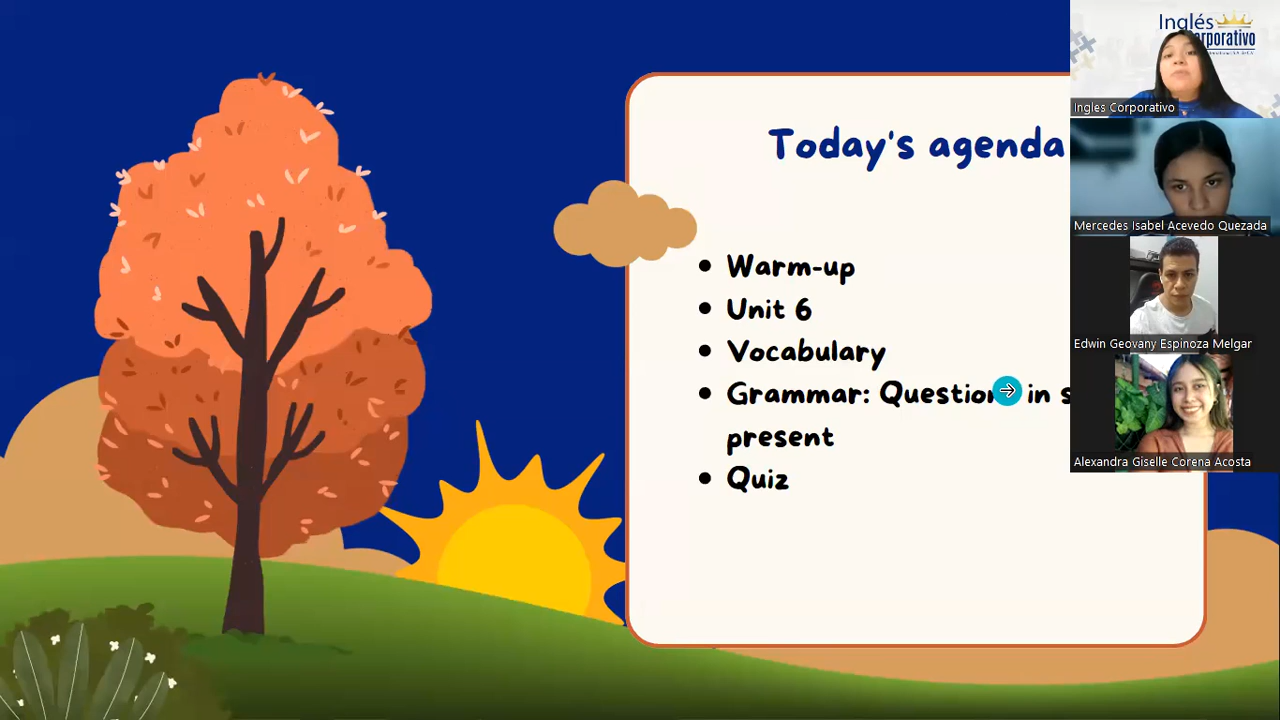 Today's agenda
Warm-up
Unit 6
Vocabulary
Grammar: Question in s
present
Quiz
Inglés
Corporativo
Ingles Corporativo
Mercedes Isabel Acevedo Quezada
Edwin Geovany Espinoza Melgar
Alexandra Giselle Corena Acosta